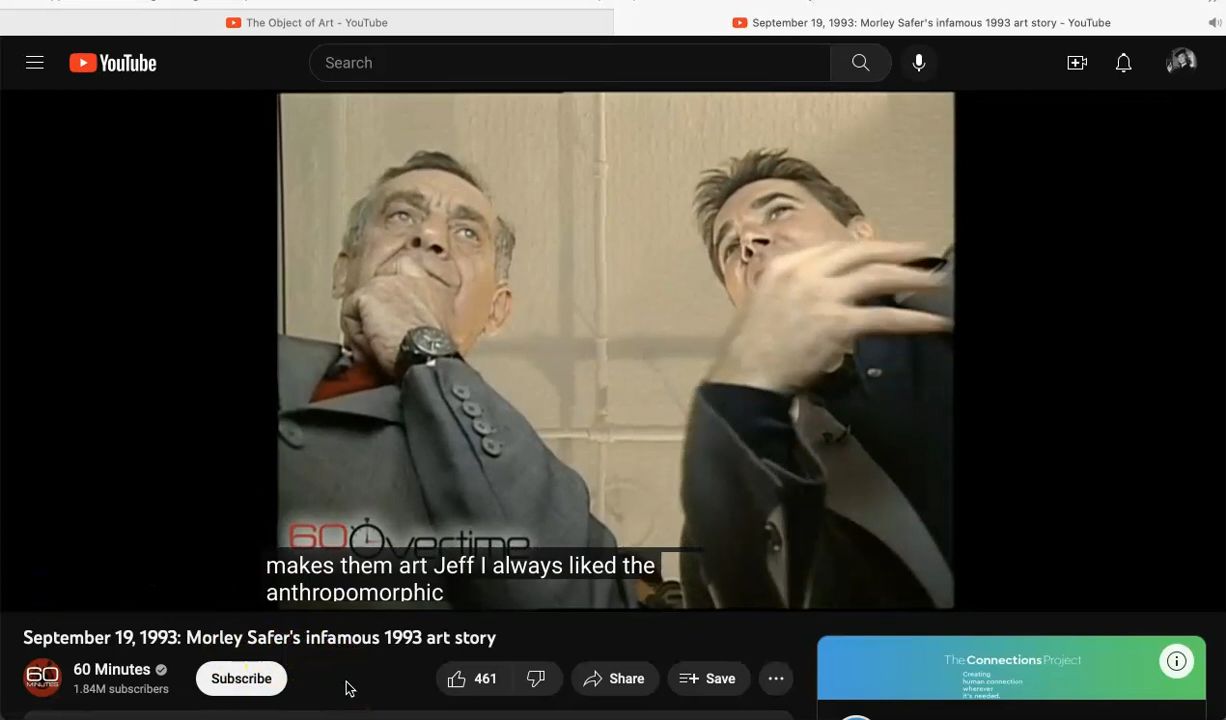 The Object of Art - YouTube
September 19, 1993: Morley Safer's infamous 1993 art story - YouTube
YouTube
Search
60 Overtime
makes them art Jeff I always liked the
anthropomorphic
September 19, 1993: Morley Safer's infamous 1993 art story
60 MINUTES
60 Minutes
1.84M subscribers
Subscribe
461
Share
Save
The Connections Project
Creating
human connection
wherever
it's needed.